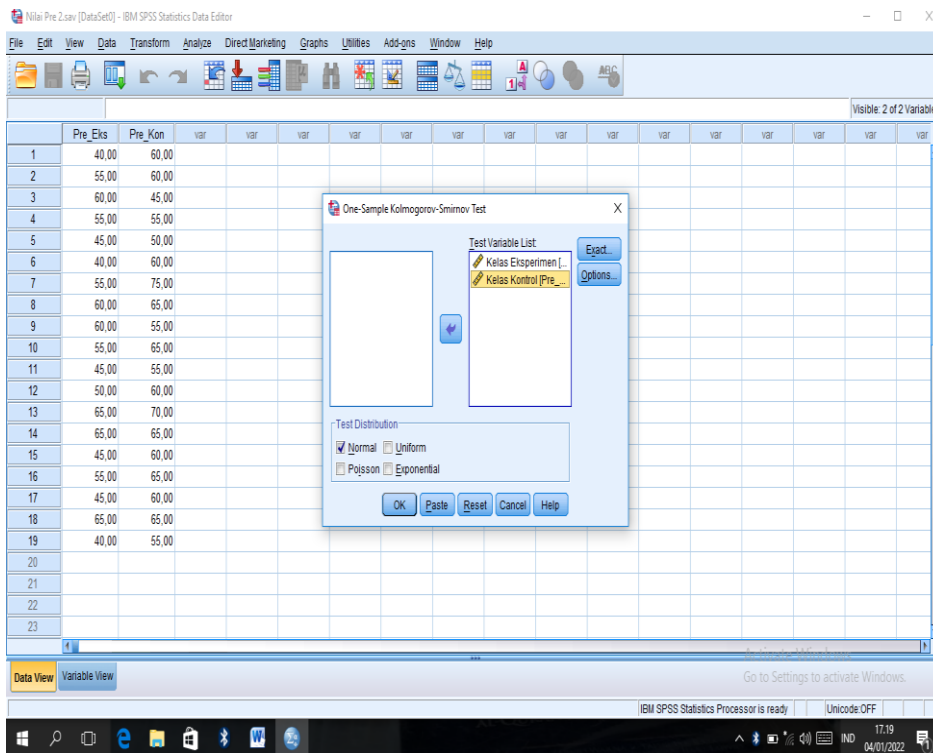 Nilai Pre 2.sav [DataSet0] - IBM SPSS Statistics Data Editor
File Edit View Data Transform Analyze Direct Marketing Graphs Utilities Add-ons Window Help
Visible: 2 of 2 Variable
Pre_Eks Pre_Kon var var var var var var var var var var var var var var var
1 40,00 60,00
2 55,00 60,00
3 60,00 45,00
4 55,00 55,00
5 45,00 50,00
6 40,00 60,00
7 55,00 75,00
8 60,00 65,00
9 60,00 55,00
10 55,00 65,00
11 45,00 55,00
12 50,00 60,00
13 65,00 70,00
14 65,00 65,00
15 45,00 60,00
16 55,00 65,00
17 45,00 60,00
18 65,00 65,00
19 40,00 55,00
20
21
22
23
One-Sample Kolmogorov-Smirnov Test
Test Variable List:
Kelas Eksperimen [...
Kelas Kontrol [Pre_...
Exact...
Options...
Test Distribution
Normal Uniform
Poisson Exponential
OK Paste Reset Cancel Help
Activate Windows
Go to Settings to activate Windows.
Data View Variable View
IBM SPSS Statistics Processor is ready Unicode:OFF
IND 17.19
04/01/2022